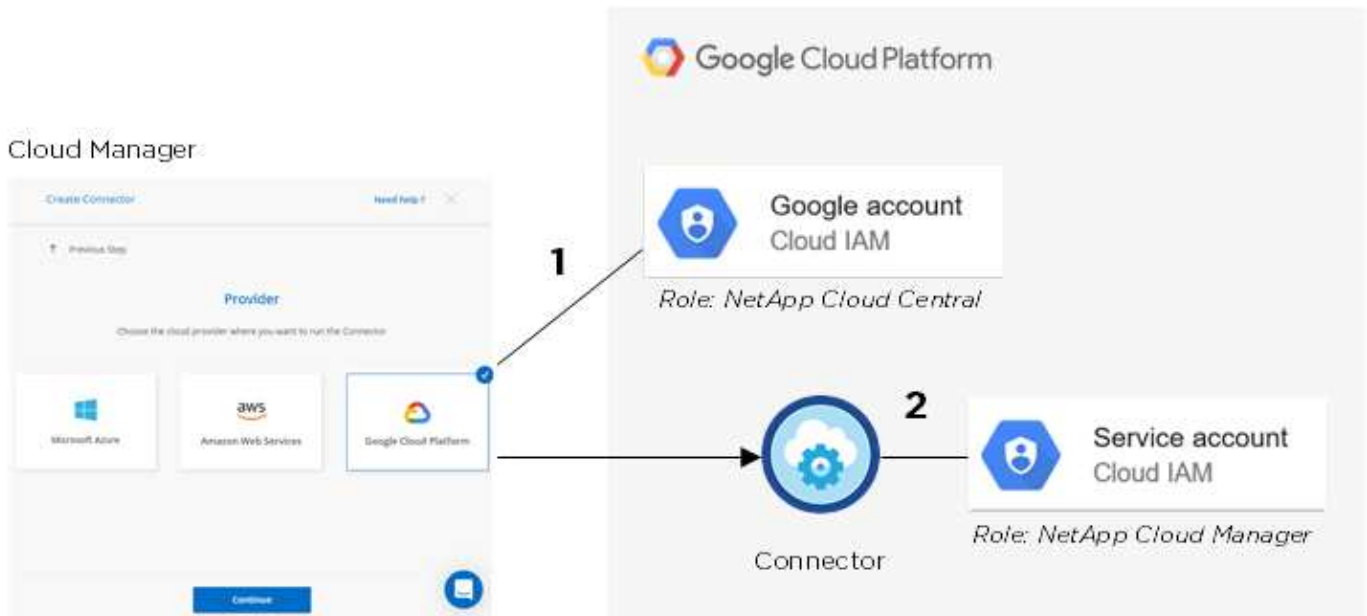 Google Cloud Platform
Cloud Manager
Create Connector
Need help ?
Previous Step
Provider
Choose the cloud provider where you want to run the Connector
Microsoft Azure
aws
Amazon Web Services
Google Cloud Platform
Continue
1
Google account
Cloud IAM
Role: NetApp Cloud Central
2
Service account
Cloud IAM
Role: NetApp Cloud Manager
Connector